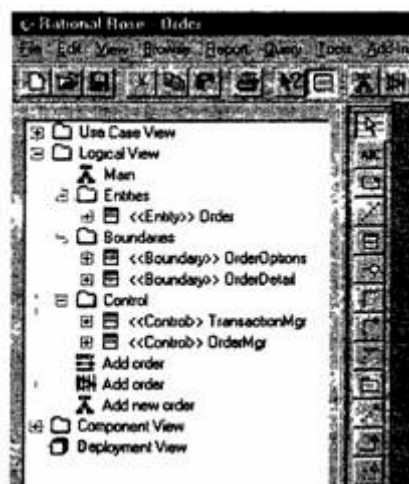 Rational Rose - Order
File Edit View Browse Report Query Tools Add-Ins
Use Case View
Logical View
Main
Entities
<<Entity>> Order
Boundaries
<<Boundary>> OrderOptions
<<Boundary>> OrderDetail
Control
<<Control>> TransactionMgr
<<Control>> OrderMgr
Add order
Add order
Add new order
Component View
Deployment View
ABC